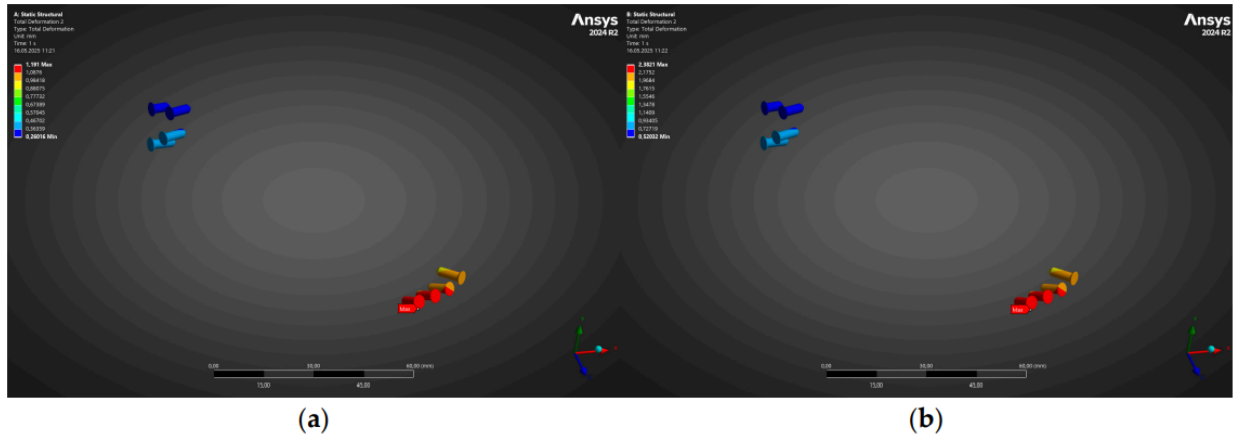 A: Static Structural
Total Deformation 2
Type: Total Deformation
Unit: mm
Time: 1 s
16.05.2025 11:21
1,191 Max
1,0876
0,98418
0,88075
0,77732
0,67389
0,57045
0,46702
0,36359
0,26016 Min
Ansys
2024 R2
Max
0,00
30,00
60,00 (mm)
15,00
45,00
(a)
B: Static Structural
Total Deformation 2
Type: Total Deformation
Unit: mm
Time: 1 s
16.05.2025 11:22
2,3821 Max
2,1752
1,9684
1,7615
1,5546
1,3478
1,1409
0,93405
0,72719
0,52032 Min
Ansys
2024 R2
Max
0,00
30,00
60,00 (mm)
15,00
45,00
(b)